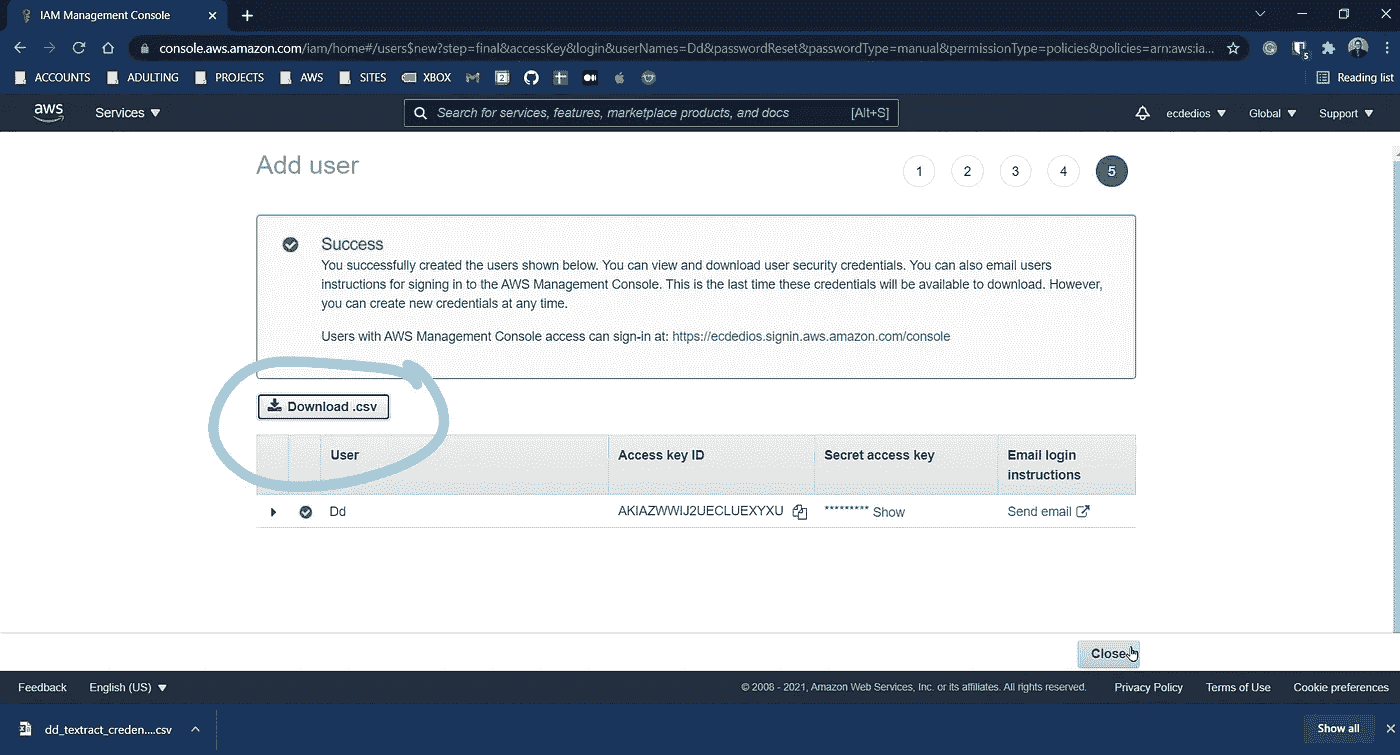 IAM Management Console
console.aws.amazon.com/iam/home#/users$new?step=final&accessKey&login&userNames=Dd&passwordReset&passwordType=manual&permissionType=policies&policies=arn:aws:ia...
5
ACCOUNTS ADULTING PROJECTS AWS SITES XBOX 2 Reading list
aws Services Search for services, features, marketplace products, and docs [Alt+S] ecdedios Global Support
Add user 1 2 3 4 5
Success
You successfully created the users shown below. You can view and download user security credentials. You can also email users
instructions for signing in to the AWS Management Console. This is the last time these credentials will be available to download. However,
you can create new credentials at any time.
Users with AWS Management Console access can sign-in at: https://ecdedios.signin.aws.amazon.com/console
Download .csv
User Access key ID Secret access key Email login
instructions
Dd AKIAZWWIJ2UECLUEXYXU ********* Show Send email
Close
Feedback English (US) © 2008 - 2021, Amazon Web Services, Inc. or its affiliates. All rights reserved. Privacy Policy Terms of Use Cookie preferences
dd_textract_creden....csv Show all